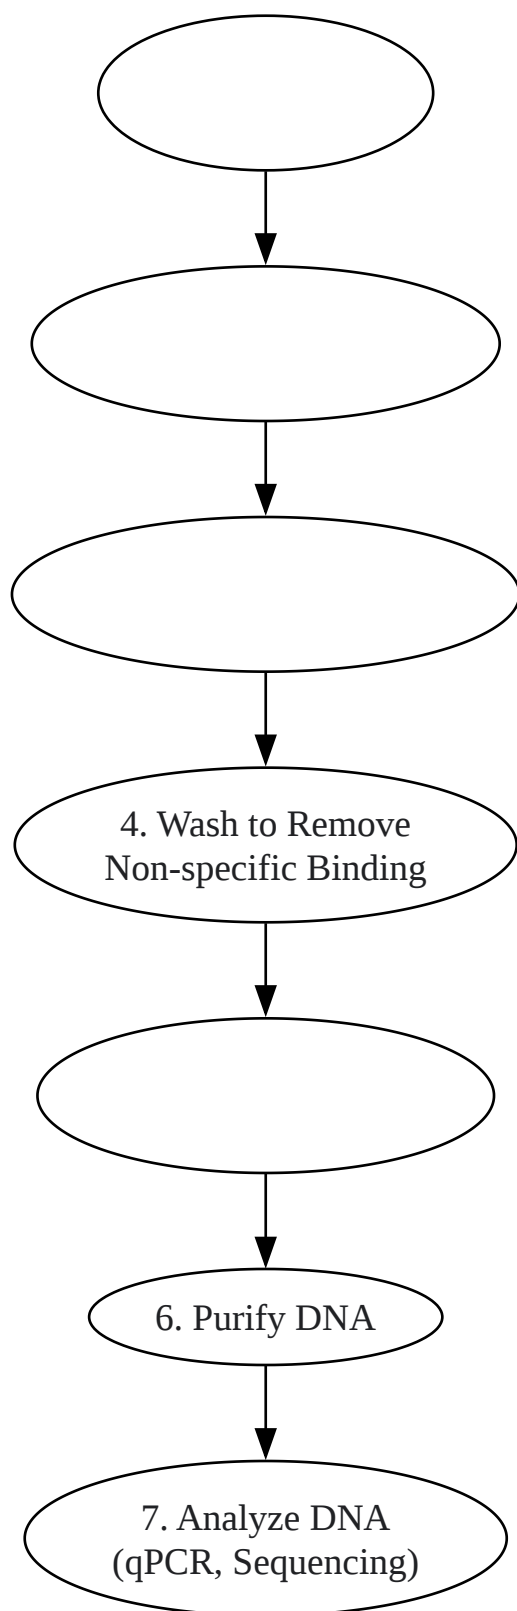 4. Wash to Remove
Non-specific Binding
6. Purify DNA
7. Analyze DNA
(qPCR, Sequencing)